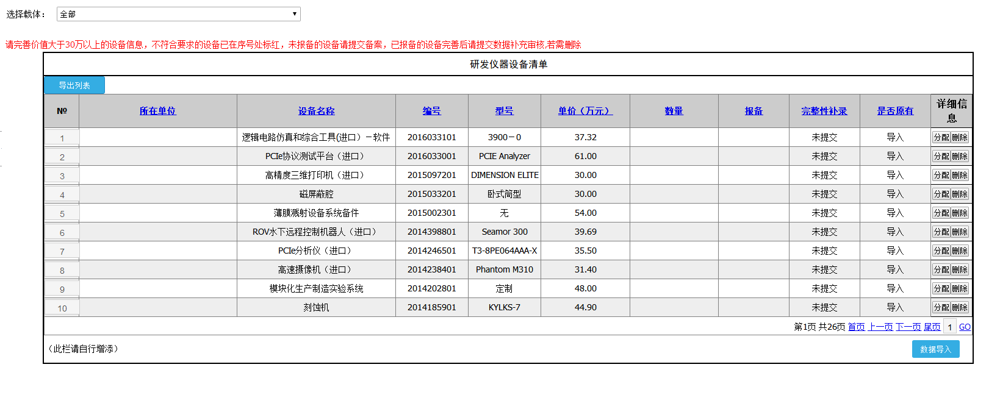 选择载体： 全部
请完善价值大于30万以上的设备信息，不符合要求的设备已在序号处标红，未报备的设备请提交备案，已报备的设备完善后请提交数据补充审核,若需删除
研发仪器设备清单
导出列表
№ 所在单位 设备名称 编号 型号 单价（万元） 数量 报备 完整性补录 是否原有 详细信息
1 逻辑电路仿真和综合工具(进口）－软件 2016033101 3900－0 37.32 未提交 导入 分配 删除
2 PCIe协议测试平台（进口） 2016033001 PCIE Analyzer 61.00 未提交 导入 分配 删除
3 高精度三维打印机（进口） 2015097201 DIMENSION ELITE 30.00 未提交 导入 分配 删除
4 磁屏蔽腔 2015033201 卧式筒型 30.00 未提交 导入 分配 删除
5 薄膜溅射设备系统备件 2015002301 无 54.00 未提交 导入 分配 删除
6 ROV水下远程控制机器人（进口） 2014398801 Seamor 300 39.69 未提交 导入 分配 删除
7 PCIe分析仪（进口） 2014246501 T3-8PE064AAA-X 35.50 未提交 导入 分配 删除
8 高速摄像机（进口） 2014238401 Phantom M310 31.40 未提交 导入 分配 删除
9 模块化生产制造实验系统 2014202801 定制 48.00 未提交 导入 分配 删除
10 刻蚀机 2014185901 KYLKS-7 44.90 未提交 导入 分配 删除
第1页 共26页 首页 上一页 下一页 尾页 1 GO
（此栏请自行增添） 数据导入